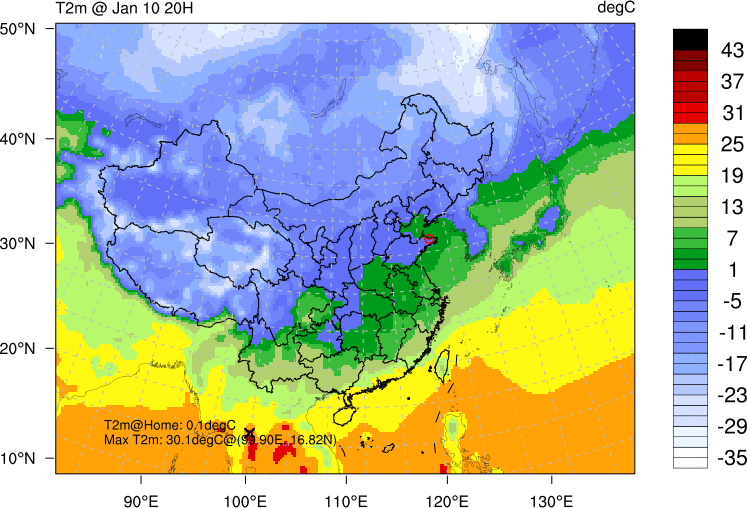 T2m @ Jan 10 20H
degC
50°N
40°N
30°N
20°N
10°N
90°E
100°E
110°E
120°E
130°E
T2m@Home: 0.1degC
Max T2m: 30.1degC@(99.90E, 16.82N)
43
37
31
25
19
13
7
1
-5
-11
-17
-23
-29
-35